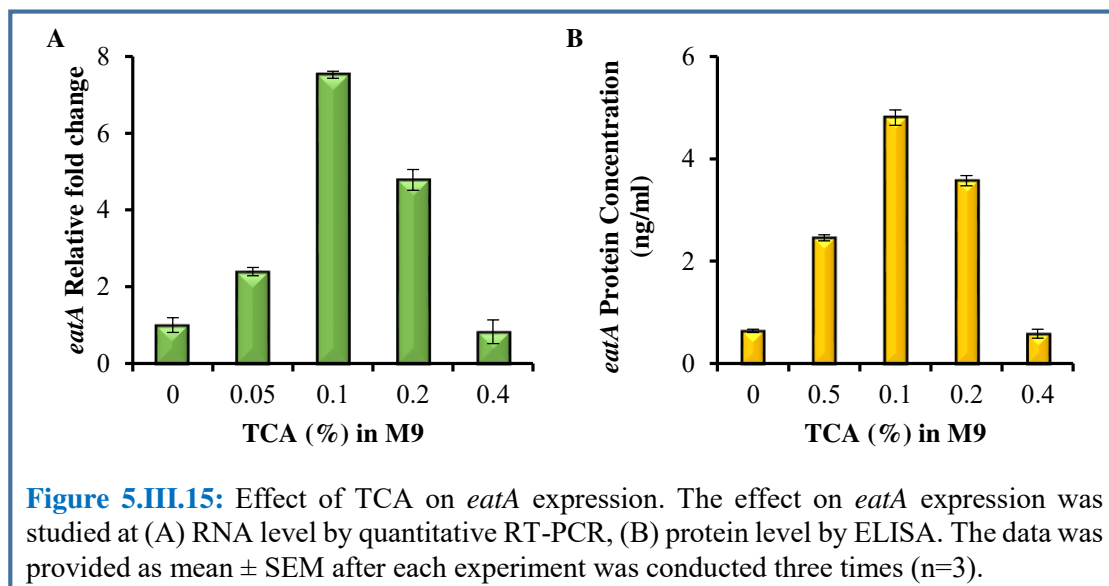 A
eatA Relative fold change
8
6
4
2
0
0 0.05 0.1 0.2 0.4
TCA (%) in M9
B
eatA Protein Concentration
(ng/ml)
6
4
2
0
0 0.5 0.1 0.2 0.4
TCA (%) in M9
Figure 5.III.15: Effect of TCA on eatA expression. The effect on eatA expression was
studied at (A) RNA level by quantitative RT-PCR, (B) protein level by ELISA. The data was
provided as mean ± SEM after each experiment was conducted three times (n=3).